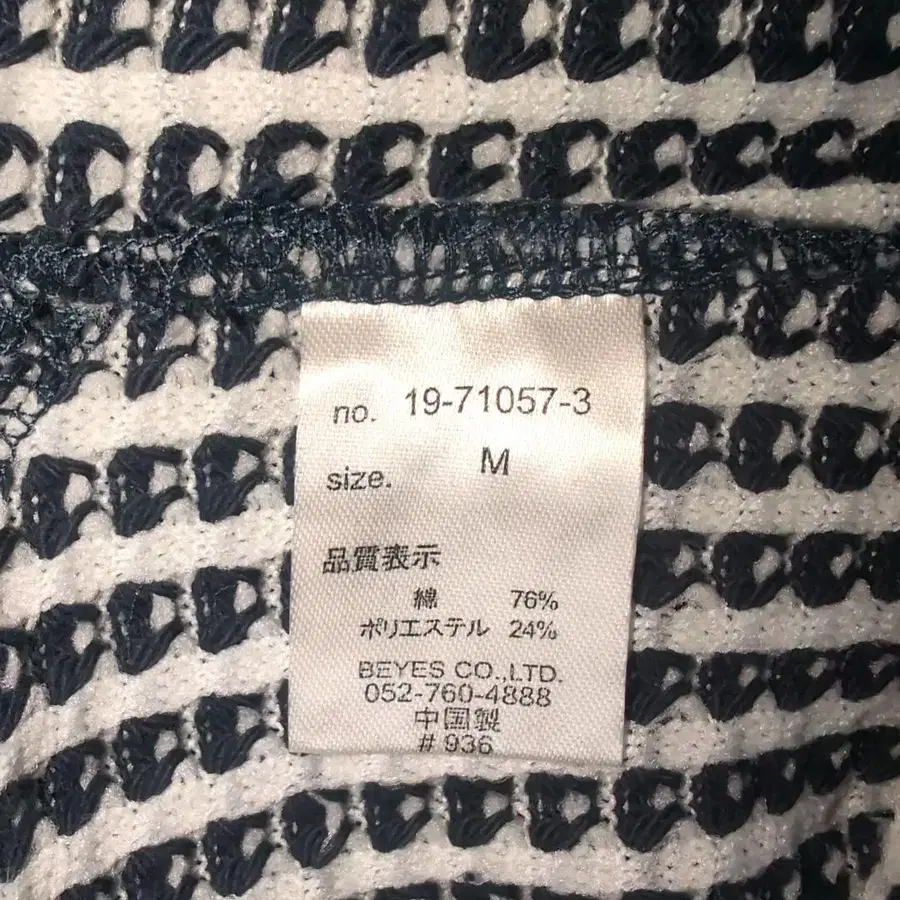 no. 19-71057-3
size. M
品質表示
綿 76%
ポリエステル 24%
BEYES CO.,LTD.
052-760-4888
中国製
# 936